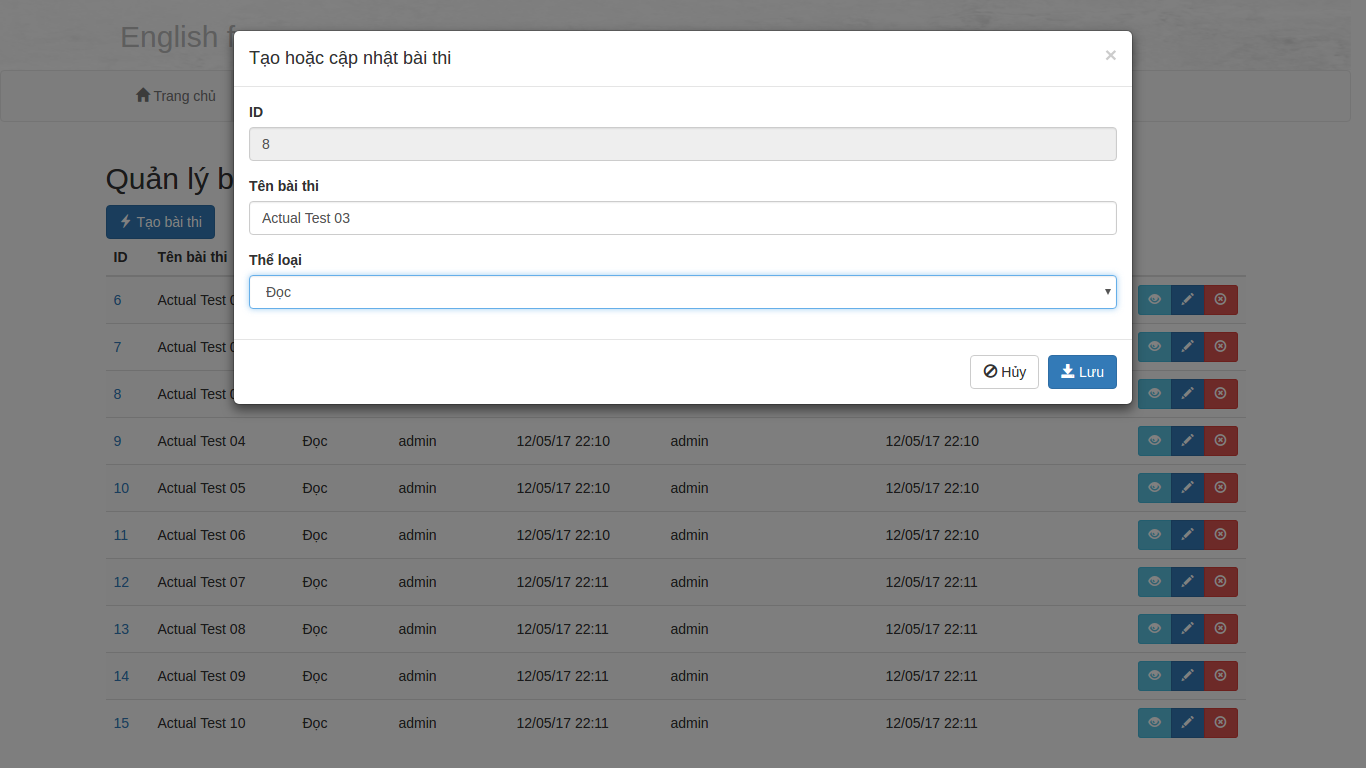 English f
Tạo hoặc cập nhật bài thi ×
Trang chủ
ID
8
Tên bài thi
Actual Test 03
Thể loại
Đọc
Hủy Lưu
Quản lý b
Tạo bài thi
ID Tên bài thi
6 Actual Test
7 Actual Test
8 Actual Test
9 Actual Test 04 Đọc admin 12/05/17 22:10 admin 12/05/17 22:10
10 Actual Test 05 Đọc admin 12/05/17 22:10 admin 12/05/17 22:10
11 Actual Test 06 Đọc admin 12/05/17 22:10 admin 12/05/17 22:10
12 Actual Test 07 Đọc admin 12/05/17 22:11 admin 12/05/17 22:11
13 Actual Test 08 Đọc admin 12/05/17 22:11 admin 12/05/17 22:11
14 Actual Test 09 Đọc admin 12/05/17 22:11 admin 12/05/17 22:11
15 Actual Test 10 Đọc admin 12/05/17 22:11 admin 12/05/17 22:11